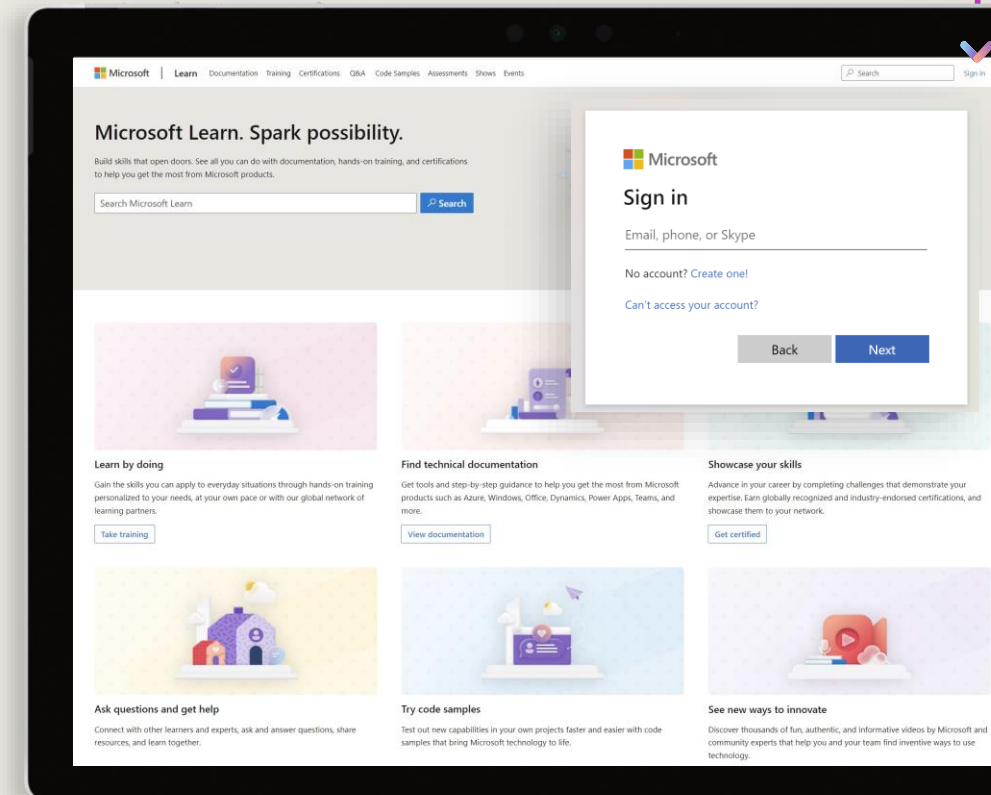 Microsoft | Learn Documentation Training Certifications Q&A Code Samples Assessments Shows Events Search Sign in
Microsoft Learn. Spark possibility.
Build skills that open doors. See all you can do with documentation, hands-on training, and certifications
to help you get the most from Microsoft products.
Search Microsoft Learn Search
Microsoft
Sign in
Email, phone, or Skype
No account? Create one!
Can't access your account?
Back Next
Learn by doing
Gain the skills you can apply to everyday situations through hands-on training
personalized to your needs, at your own pace or with our global network of
learning partners.
Take training
Find technical documentation
Get tools and step-by-step guidance to help you get the most from Microsoft
products such as Azure, Windows, Office, Dynamics, Power Apps, Teams, and
more.
View documentation
Showcase your skills
Advance in your career by completing challenges that demonstrate your
expertise. Earn globally recognized and industry-endorsed certifications, and
showcase them to your network.
Get certified
Ask questions and get help
Connect with other learners and experts, ask and answer questions, share
resources, and learn together.
Try code samples
Test out new capabilities in your own projects faster and easier with code
samples that bring Microsoft technology to life.
See new ways to innovate
Discover thousands of fun, authentic, and informative videos by Microsoft and
community experts that help you and your team find inventive ways to use
technology.